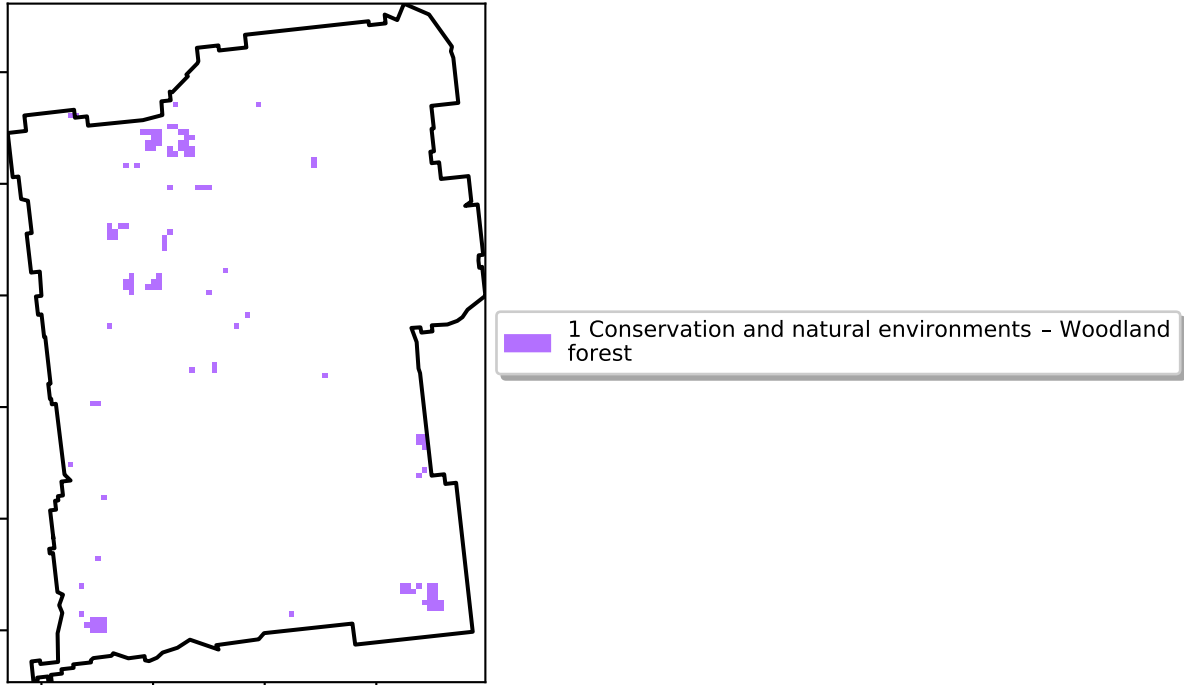 1 Conservation and natural environments – Woodland
forest